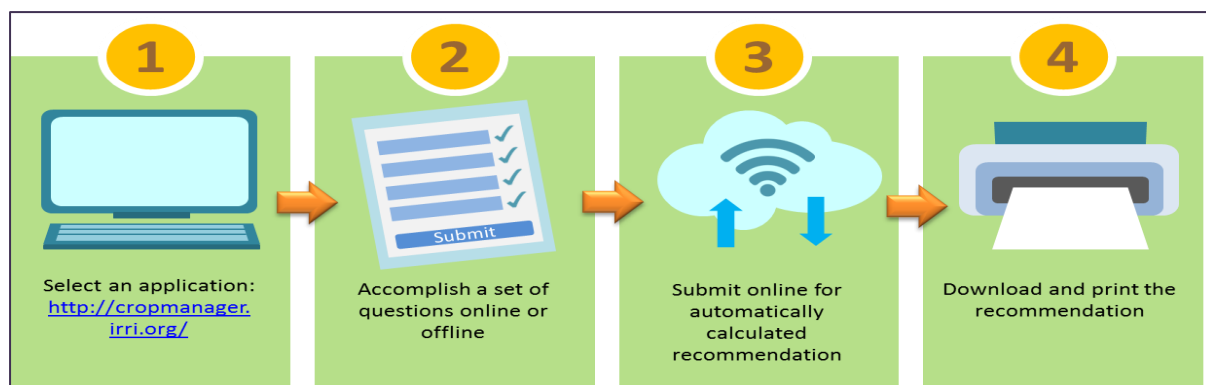 1
2
3
4
Submit
Select an application:
http://cropmanager.
irri.org/
Accomplish a set of
questions online or
offline
Submit online for
automatically
calculated
recommendation
Download and print the
recommendation